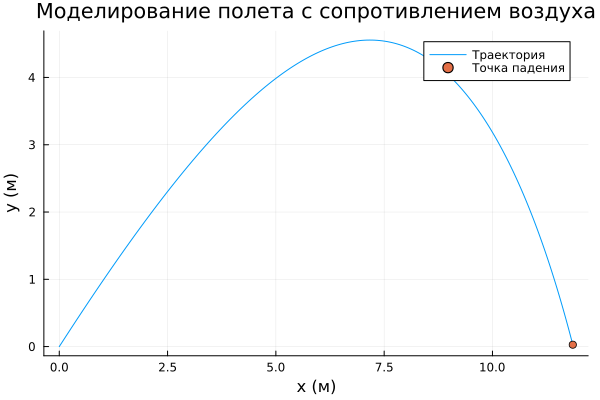 Моделирование полета с сопротивлением воздуха
Траектория
Точка падения
y (м)
4
3
2
1
0
0.0
2.5
5.0
7.5
10.0
x (м)